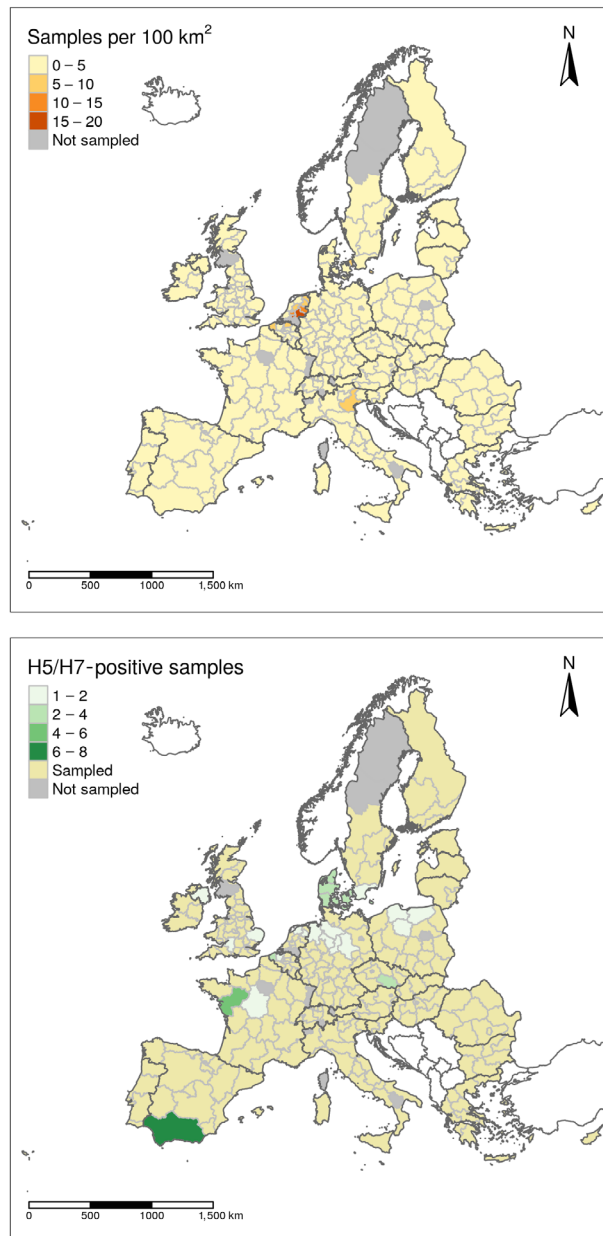 Samples per 100 km²
0 – 5
5 – 10
10 – 15
15 – 20
Not sampled
N
0 500 1000 1,500 km
H5/H7-positive samples
1 – 2
2 – 4
4 – 6
6 – 8
Sampled
Not sampled
N
0 500 1000 1,500 km